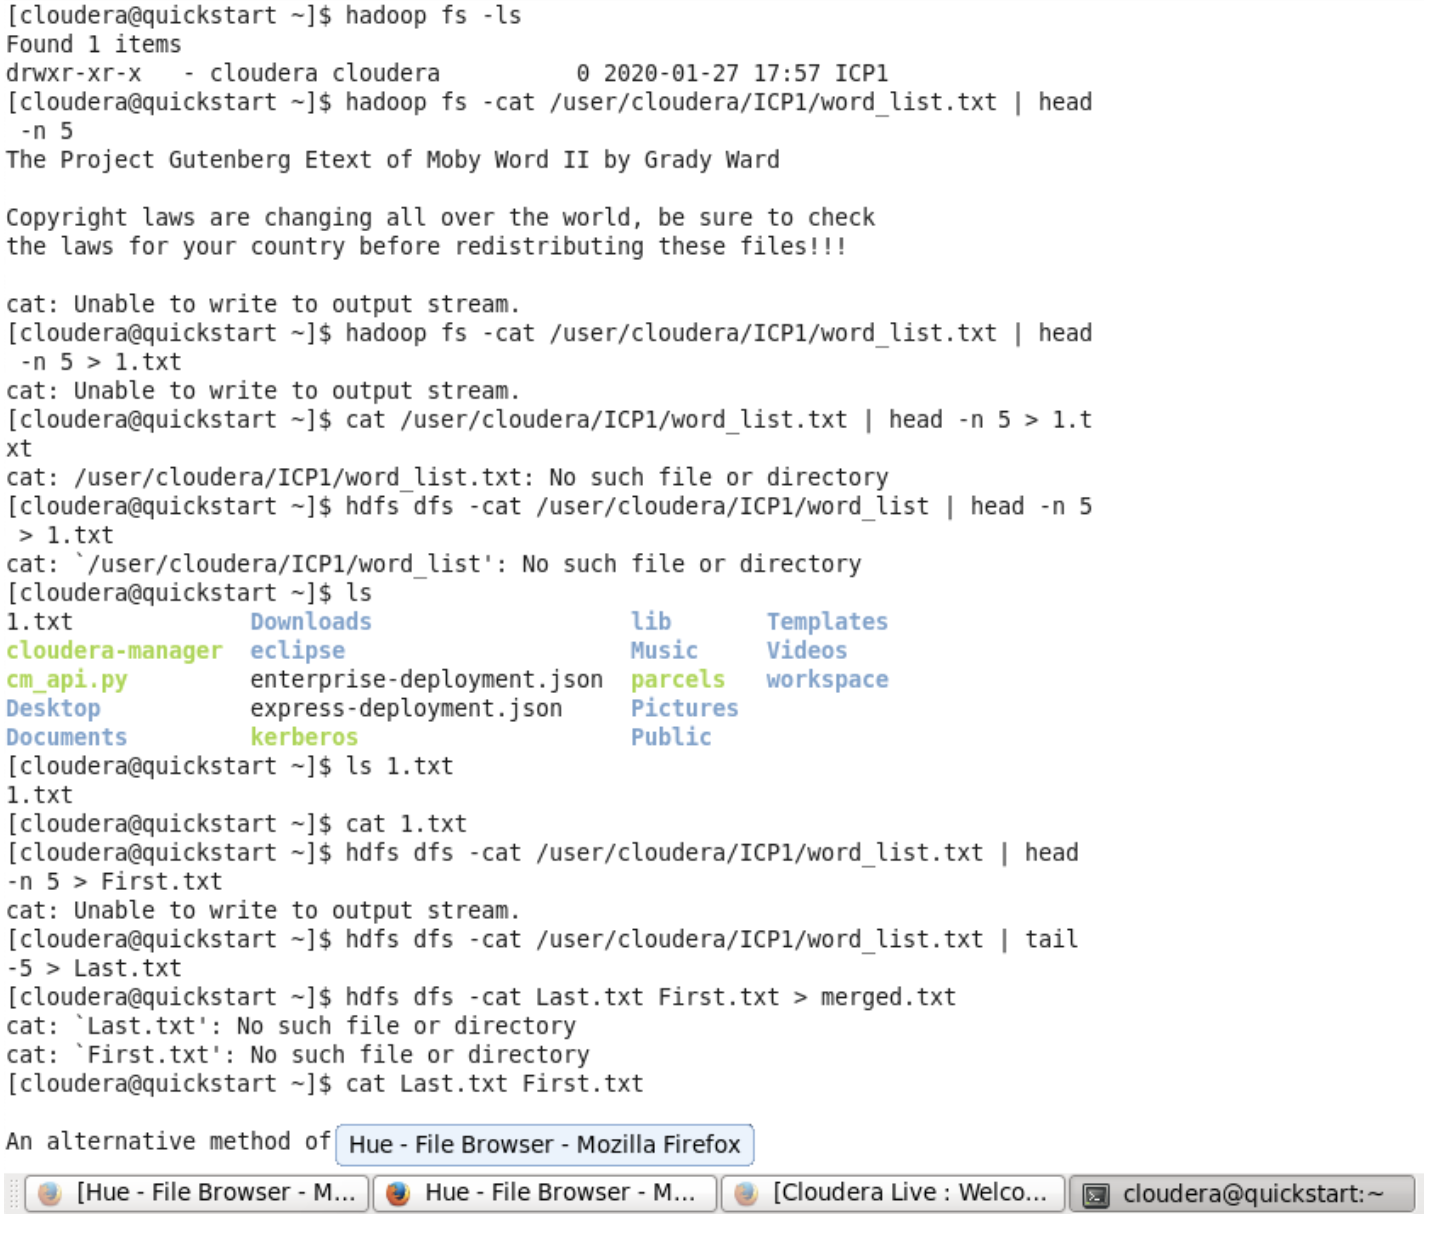 [cloudera@quickstart ~]$ hadoop fs -ls
Found 1 items
drwxr-xr-x   - cloudera cloudera          0 2020-01-27 17:57 ICP1
[cloudera@quickstart ~]$ hadoop fs -cat /user/cloudera/ICP1/word_list.txt | head
 -n 5
The Project Gutenberg Etext of Moby Word II by Grady Ward

Copyright laws are changing all over the world, be sure to check
the laws for your country before redistributing these files!!!

cat: Unable to write to output stream.
[cloudera@quickstart ~]$ hadoop fs -cat /user/cloudera/ICP1/word_list.txt | head
 -n 5 > 1.txt
cat: Unable to write to output stream.
[cloudera@quickstart ~]$ cat /user/cloudera/ICP1/word_list.txt | head -n 5 > 1.t
xt
cat: /user/cloudera/ICP1/word_list.txt: No such file or directory
[cloudera@quickstart ~]$ hdfs dfs -cat /user/cloudera/ICP1/word_list | head -n 5
 > 1.txt
cat: `/user/cloudera/ICP1/word_list': No such file or directory
[cloudera@quickstart ~]$ ls
1.txt             Downloads                   lib       Templates
cloudera-manager  eclipse                     Music     Videos
cm_api.py         enterprise-deployment.json  parcels   workspace
Desktop           express-deployment.json     Pictures
Documents         kerberos                    Public
[cloudera@quickstart ~]$ ls 1.txt
1.txt
[cloudera@quickstart ~]$ cat 1.txt
[cloudera@quickstart ~]$ hdfs dfs -cat /user/cloudera/ICP1/word_list.txt | head
-n 5 > First.txt
cat: Unable to write to output stream.
[cloudera@quickstart ~]$ hdfs dfs -cat /user/cloudera/ICP1/word_list.txt | tail
-5 > Last.txt
[cloudera@quickstart ~]$ hdfs dfs -cat Last.txt First.txt > merged.txt
cat: `Last.txt': No such file or directory
cat: `First.txt': No such file or directory
[cloudera@quickstart ~]$ cat Last.txt First.txt

An alternative method of Hue - File Browser - Mozilla Firefox
[Hue - File Browser - M... Hue - File Browser - M... [Cloudera Live : Welco... cloudera@quickstart:~